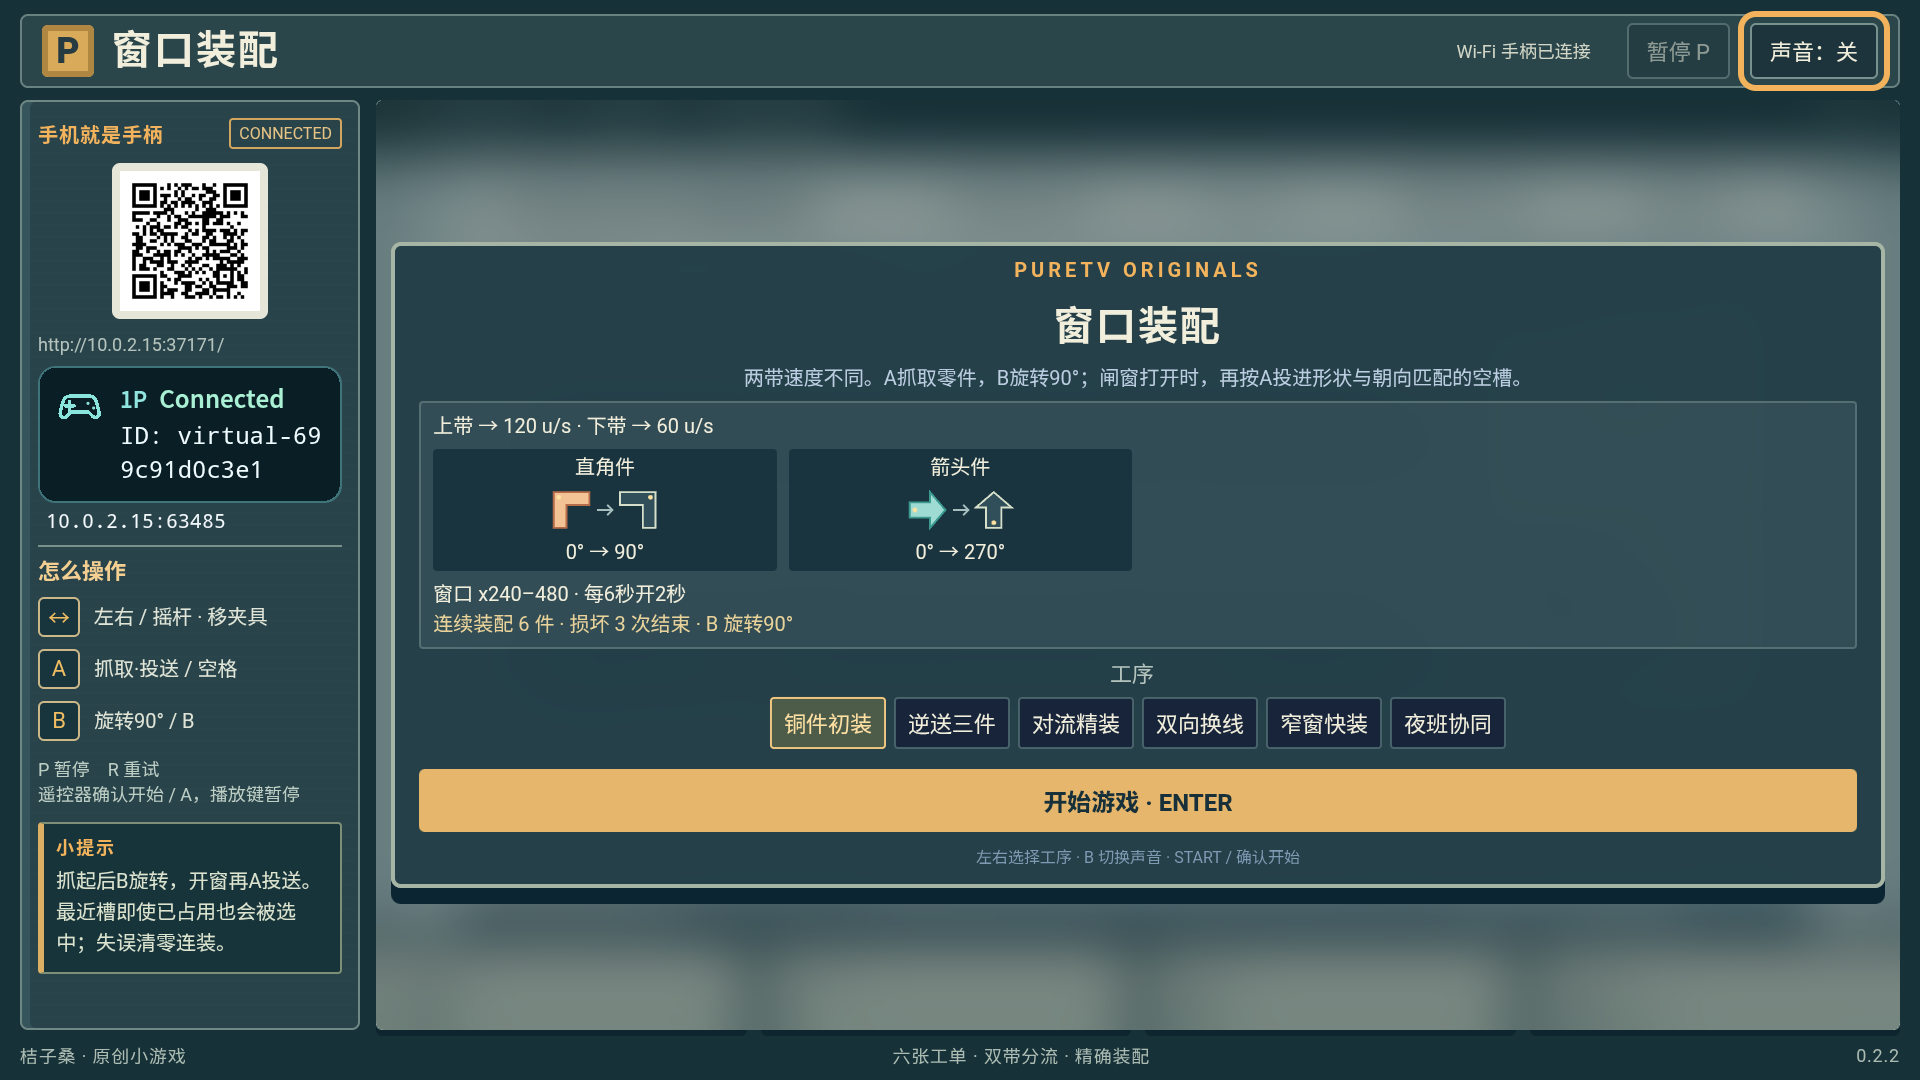 P 窗口装配
Wi-Fi 手柄已连接
暂停 P
声音：关
手机就是手柄
CONNECTED
http://10.0.2.15:37171/
1P Connected
ID: virtual-69
9c91d0c3e1
10.0.2.15:63485
怎么操作
↔ 左右 / 摇杆 · 移夹具
A 抓取·投送 / 空格
B 旋转90° / B
P 暂停 R 重试
遥控器确认开始 / A，播放键暂停
小提示
抓起后B旋转，开窗再A投送。
最近槽即使已占用也会被选
中；失误清零连装。
PURETV ORIGINALS
窗口装配
两带速度不同。A抓取零件，B旋转90°；闸窗打开时，再按A投进形状与朝向匹配的空槽。
上带 → 120 u/s · 下带 → 60 u/s
直角件
→
0° → 90°
箭头件
→
0° → 270°
窗口 x240–480 · 每6秒开2秒
连续装配 6 件 · 损坏 3 次结束 · B 旋转90°
工序
铜件初装 逆送三件 对流精装 双向换线 窄窗快装 夜班协同
开始游戏 · ENTER
左右选择工序 · B 切换声音 · START / 确认开始
桔子桑 · 原创小游戏
六张工单 · 双带分流 · 精确装配
0.2.2